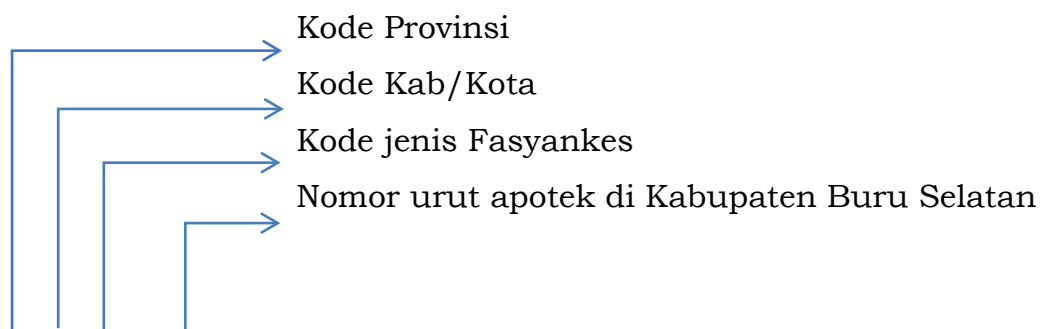 Kode Provinsi
Kode Kab/Kota
Kode jenis Fasyankes
Nomor urut apotek di Kabupaten Buru Selatan